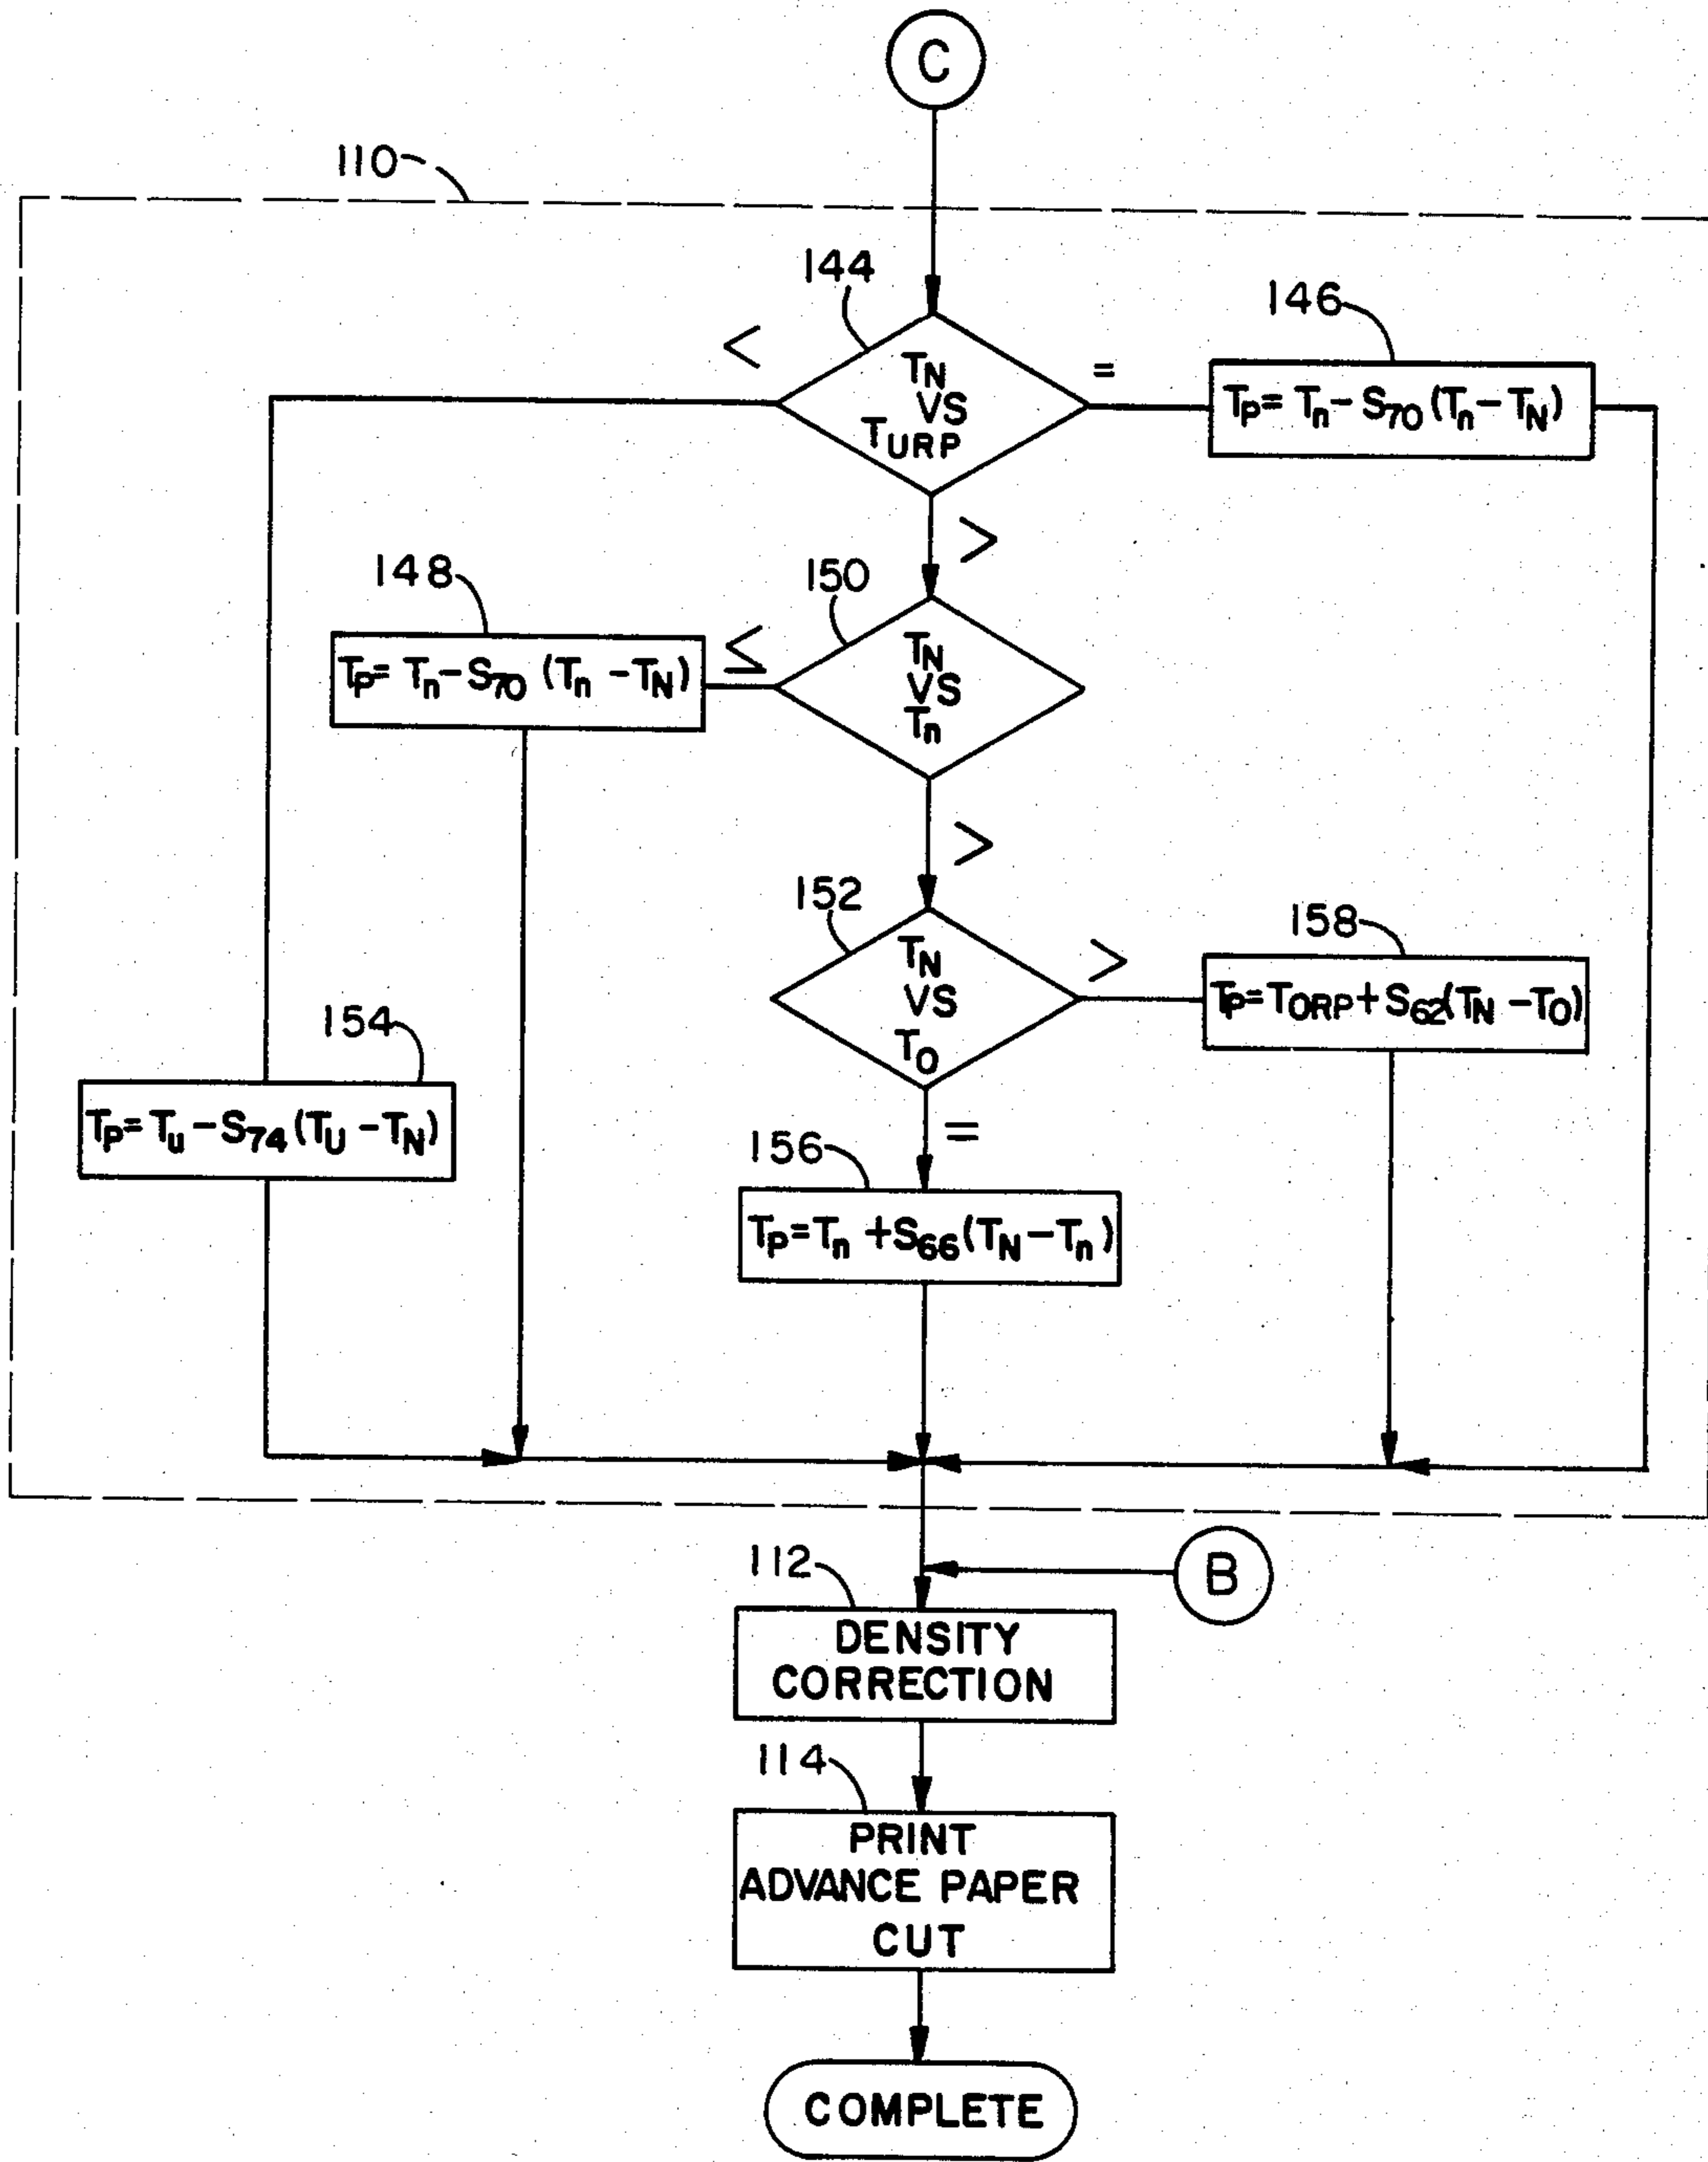 C
110
144
146
<
T_N
VS
T_URP
=
T_P= T_n-S_70 (T_n-T_N)
>
148
150
T_P= T_n-S_70 (T_n -T_N)
≤
T_N
VS
T_n
>
152
158
T_N
VS
T_O
>
T_P=T_ORP+S_62(T_N -T_O)
154
T_P= T_u -S_74 (T_U -T_N)
=
156
T_P=T_n +S_66 (T_N -T_n)
112
B
DENSITY
CORRECTION
114
PRINT
ADVANCE PAPER
CUT
COMPLETE